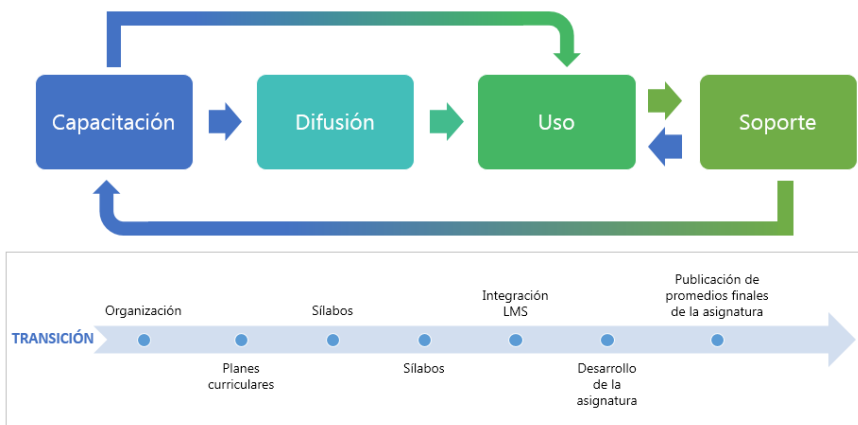 Capacitación
Difusión
Uso
Soporte
TRANSICIÓN
Organización
Planes
curriculares
Sílabos
Sílabos
Integración
LMS
Desarrollo
de la
asignatura
Publicación de
promedios finales
de la asignatura